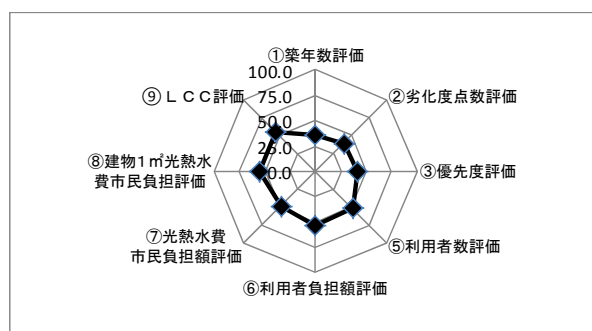 ①築年数評価
100.0
75.0
50.0
25.0
0.0
②劣化度点数評価
③優先度評価
⑤利用者数評価
⑥利用者負担額評価
⑦光熱水費
市民負担額評価
⑧建物1㎡光熱水
費市民負担評価
⑨ＬＣＣ評価